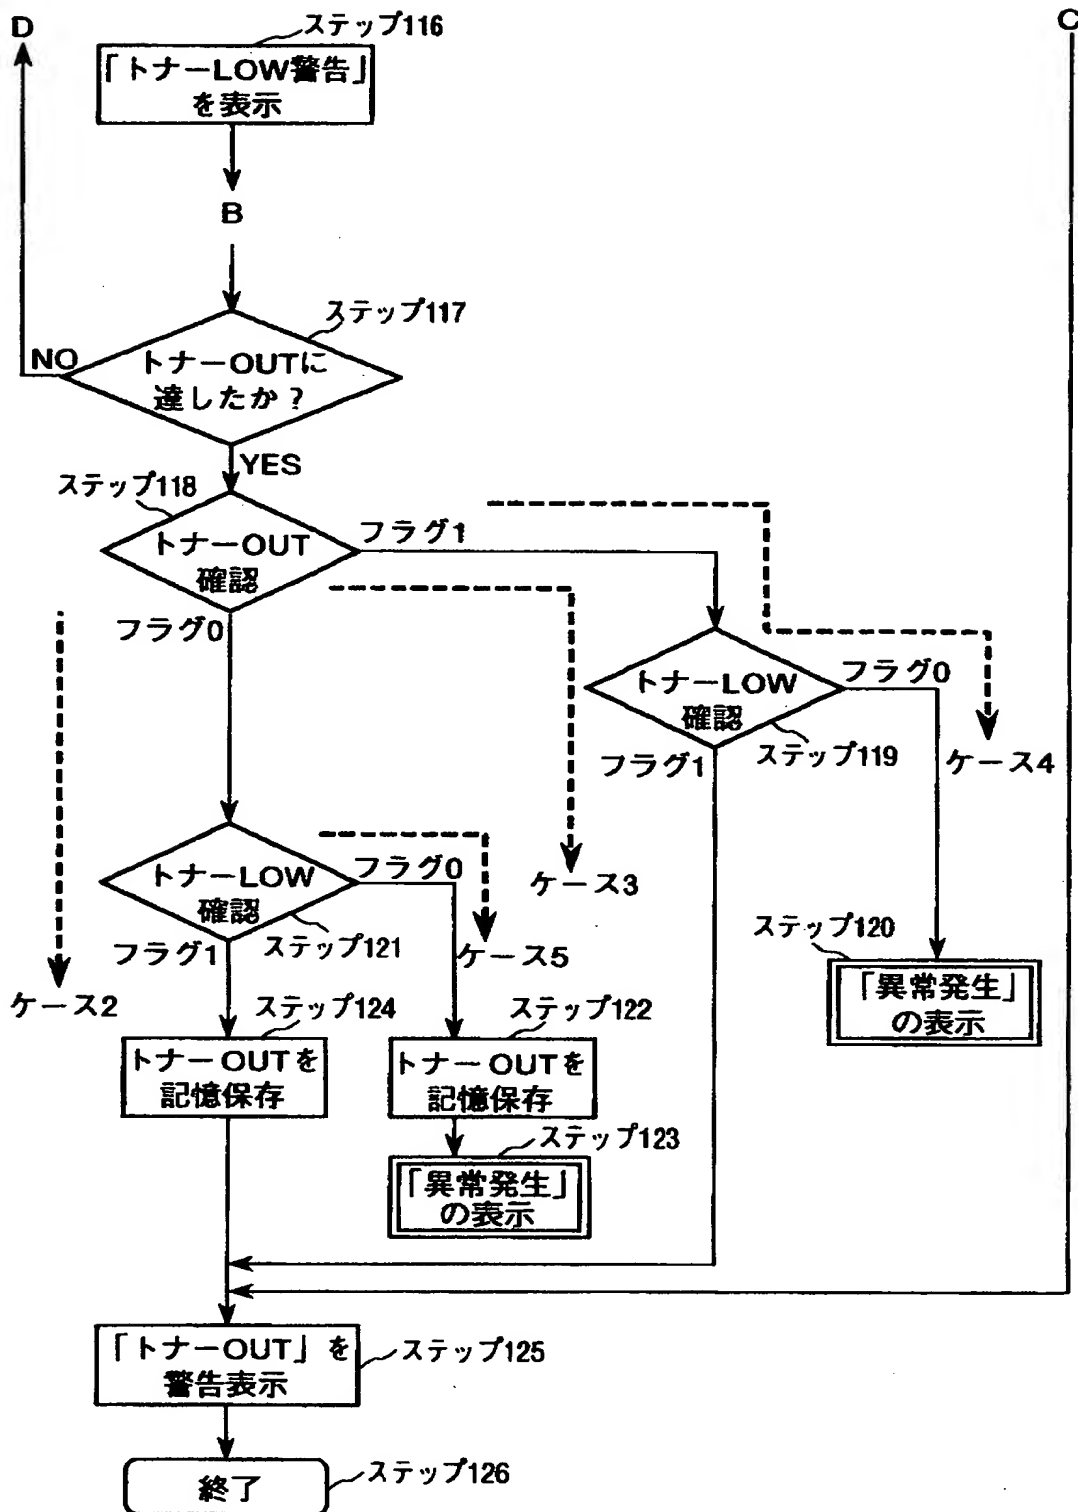 D
ステップ116
C
「トナーLOW警告」
を表示
B
ステップ117
NO
トナーOUTに
達したか？
YES
ステップ118
フラグ1
トナーOUT
確認
フラグ0
トナーLOW
確認
フラグ0
ステップ119
フラグ1
ケース4
トナーLOW
確認
フラグ0
ケース3
ステップ121
フラグ1
ケース5
ステップ120
「異常発生」
の表示
ケース2
ステップ124
ステップ122
トナーOUTを
記憶保存
トナーOUTを
記憶保存
ステップ123
「異常発生」
の表示
「トナーOUT」を
警告表示
ステップ125
終了
ステップ126